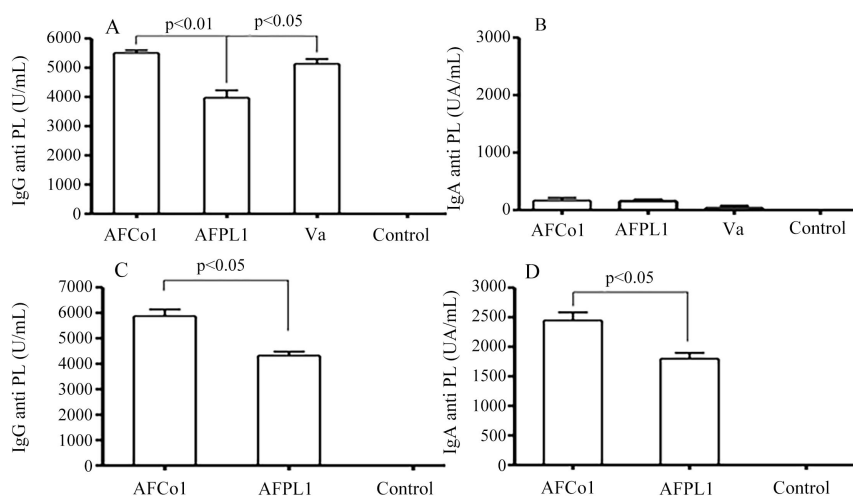 A
p<0.01
p<0.05
IgG anti PL (U/mL)
6000
5000
4000
3000
2000
1000
0
AFCo1
AFPL1
Va
Control
B
IgA anti PL (UA/mL)
3000
2000
1000
0
AFCo1
AFPL1
Va
Control
C
p<0.05
IgG anti PL (U/mL)
7000
6000
5000
4000
3000
2000
1000
0
AFCo1
AFPL1
Control
D
p<0.05
IgA anti PL (UA/mL)
3000
2500
2000
1500
1000
500
0
AFCo1
AFPL1
Control